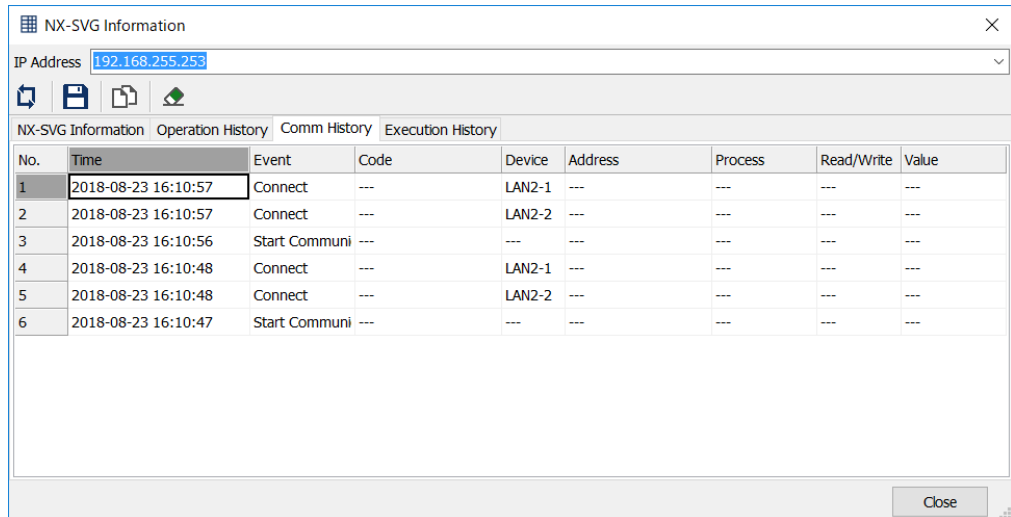 NX-SVG Information
IP Address 192.168.255.253
NX-SVG Information Operation History Comm History Execution History
No. Time Event Code Device Address Process Read/Write Value
1 2018-08-23 16:10:57 Connect --- LAN2-1 --- --- --- ---
2 2018-08-23 16:10:57 Connect --- LAN2-2 --- --- --- ---
3 2018-08-23 16:10:56 Start Communi --- --- --- --- --- ---
4 2018-08-23 16:10:48 Connect --- LAN2-1 --- --- --- ---
5 2018-08-23 16:10:48 Connect --- LAN2-2 --- --- --- ---
6 2018-08-23 16:10:47 Start Communi --- --- --- --- --- ---
Close